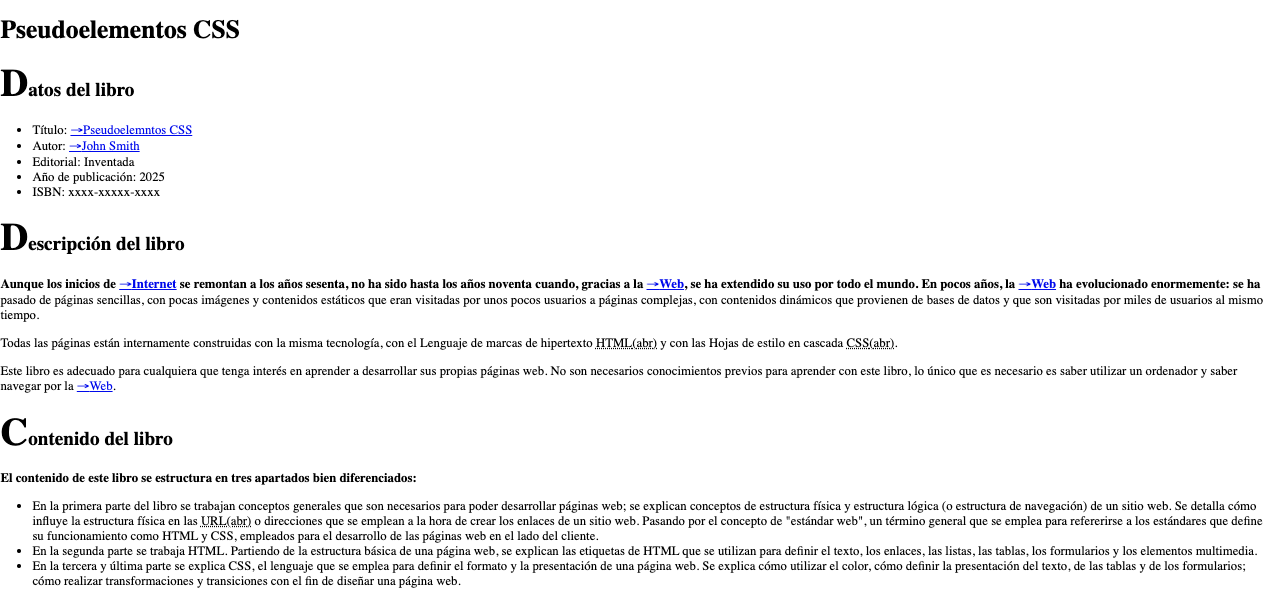 Pseudoelementos CSS
Datos del libro
• Título: →Pseudoelemntos CSS
• Autor: →John Smith
• Editorial: Inventada
• Año de publicación: 2025
• ISBN: xxxx-xxxxx-xxxx
Descripción del libro
Aunque los inicios de →Internet se remontan a los años sesenta, no ha sido hasta los años noventa cuando, gracias a la →Web, se ha extendido su uso por todo el mundo. En pocos años, la →Web ha evolucionado enormemente: se ha
pasado de páginas sencillas, con pocas imágenes y contenidos estáticos que eran visitadas por unos pocos usuarios a páginas complejas, con contenidos dinámicos que provienen de bases de datos y que son visitadas por miles de usuarios al mismo
tiempo.
Todas las páginas están internamente construidas con la misma tecnología, con el Lenguaje de marcas de hipertexto HTML(abr) y con las Hojas de estilo en cascada CSS(abr).
Este libro es adecuado para cualquiera que tenga interés en aprender a desarrollar sus propias páginas web. No son necesarios conocimientos previos para aprender con este libro, lo único que es necesario es saber utilizar un ordenador y saber
navegar por la →Web.
Contenido del libro
El contenido de este libro se estructura en tres apartados bien diferenciados:
• En la primera parte del libro se trabajan conceptos generales que son necesarios para poder desarrollar páginas web; se explican conceptos de estructura física y estructura lógica (o estructura de navegación) de un sitio web. Se detalla cómo
influye la estructura física en las URL(abr) o direcciones que se emplean a la hora de crear los enlaces de un sitio web. Pasando por el concepto de "estándar web", un término general que se emplea para refererirse a los estándares que define
su funcionamiento como HTML y CSS, empleados para el desarrollo de las páginas web en el lado del cliente.
• En la segunda parte se trabaja HTML. Partiendo de la estructura básica de una página web, se explican las etiquetas de HTML que se utilizan para definir el texto, los enlaces, las listas, las tablas, los formularios y los elementos multimedia.
• En la tercera y última parte se explica CSS, el lenguaje que se emplea para definir el formato y la presentación de una página web. Se explica cómo utilizar el color, cómo definir la presentación del texto, de las tablas y de los formularios;
cómo realizar transformaciones y transiciones con el fin de diseñar una página web.